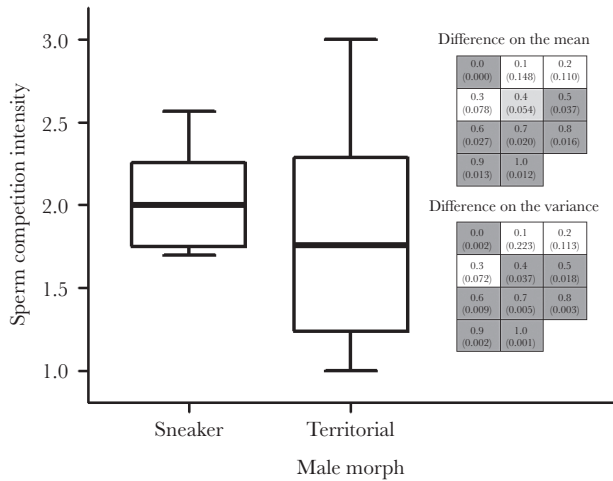 Sperm competition intensity
3.0
2.5
2.0
1.5
1.0
Sneaker Territorial
Male morph
Difference on the mean
0.0 0.1 0.2
(0.000) (0.148) (0.110)
0.3 0.4 0.5
(0.078) (0.054) (0.037)
0.6 0.7 0.8
(0.027) (0.020) (0.016)
0.9 1.0
(0.013) (0.012)
Difference on the variance
0.0 0.1 0.2
(0.002) (0.223) (0.113)
0.3 0.4 0.5
(0.072) (0.037) (0.018)
0.6 0.7 0.8
(0.009) (0.005) (0.003)
0.9 1.0
(0.002) (0.001)